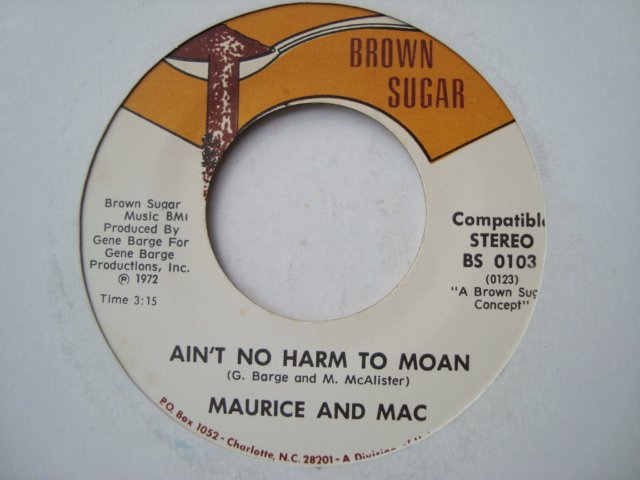 BROWN
SUGAR
Brown Sugar
Music BMI
Produced By
Gene Barge For
Gene Barge
Productions, Inc.
℗ 1972
Time 3:15
Compatible
STEREO
BS 0103
(0123)
"A Brown Sug
Concept"
AIN'T NO HARM TO MOAN
(G. Barge and M. McAlister)
MAURICE AND MAC
P.O. Box 1052 - Charlotte, N.C. 28201 - A Division of